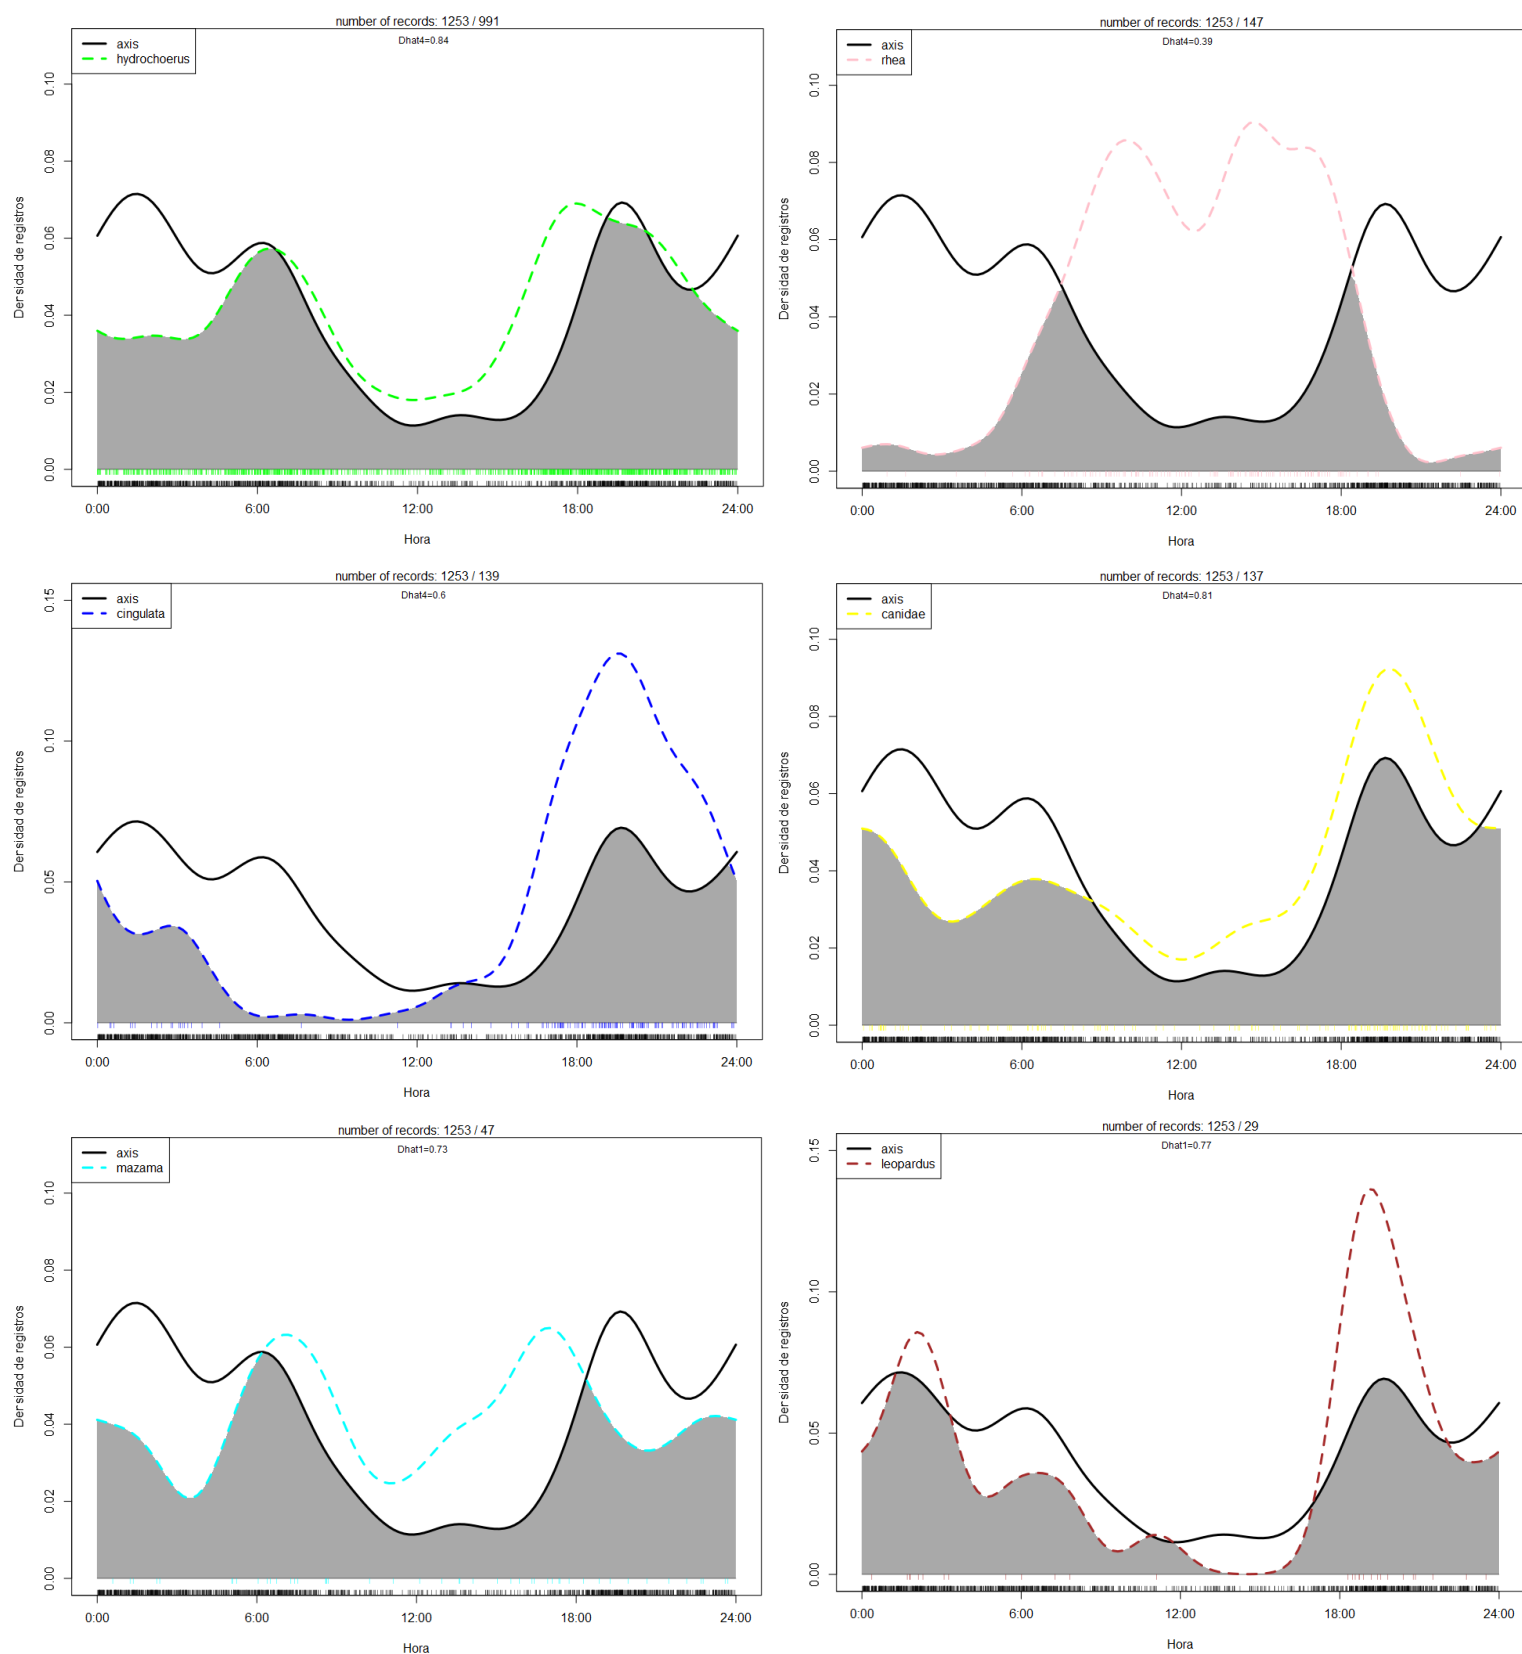 number of records: 1253 / 991
Dhat4=0.84
axis
hydrochoerus
Densidad de registros
0.00
0.02
0.04
0.06
0.08
0.10
0:00
6:00
12:00
18:00
24:00
Hora
number of records: 1253 / 147
Dhat4=0.39
axis
rhea
Densidad de registros
0.00
0.02
0.04
0.06
0.08
0.10
0:00
6:00
12:00
18:00
24:00
Hora
number of records: 1253 / 139
Dhat4=0.6
axis
cingulata
Densidad de registros
0.00
0.05
0.10
0.15
0:00
6:00
12:00
18:00
24:00
Hora
number of records: 1253 / 137
Dhat4=0.81
axis
canidae
Densidad de registros
0.00
0.02
0.04
0.06
0.08
0.10
0:00
6:00
12:00
18:00
24:00
Hora
number of records: 1253 / 47
Dhat1=0.73
axis
mazama
Densidad de registros
0.00
0.02
0.04
0.06
0.08
0.10
0:00
6:00
12:00
18:00
24:00
Hora
number of records: 1253 / 29
Dhat1=0.77
axis
leopardus
Densidad de registros
0.00
0.05
0.10
0.15
0:00
6:00
12:00
18:00
24:00
Hora